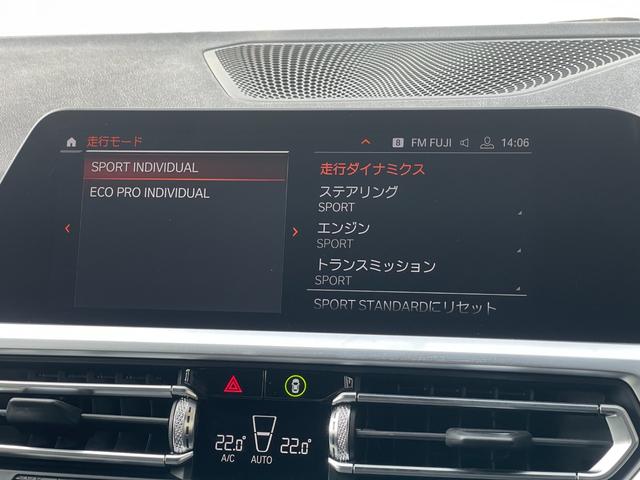 走行モード
8 FM FUJI 14:06
SPORT INDIVIDUAL
ECO PRO INDIVIDUAL
走行ダイナミクス
ステアリング
SPORT
エンジン
SPORT
トランスミッション
SPORT
SPORT STANDARDにリセット
22.0° 22.0°
A/C AUTO